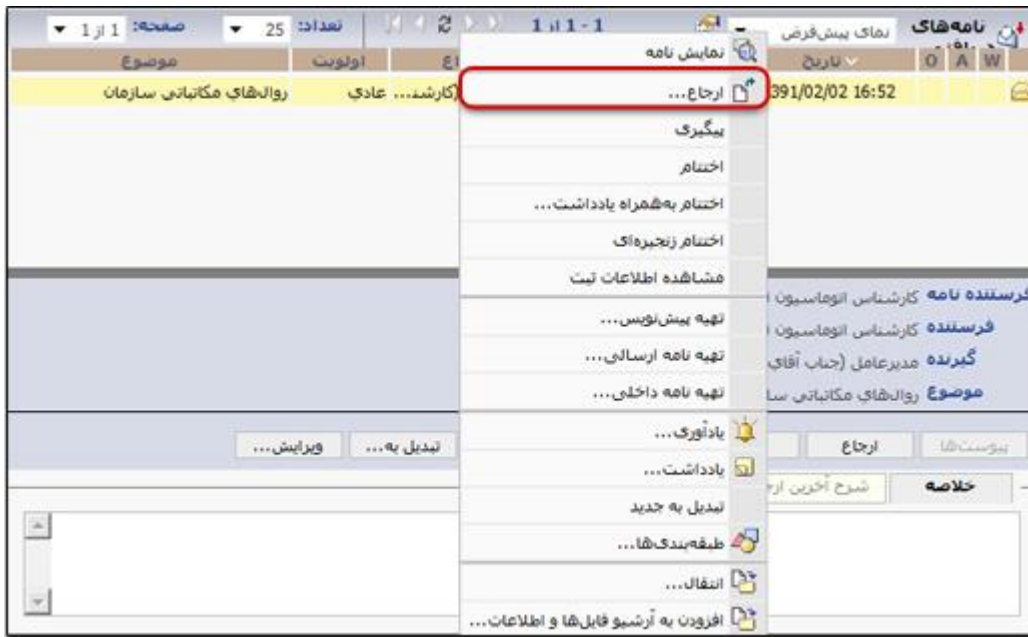 نامه‌های
نمای پیش‌فرض
1 - 1 از 1
تعداد: 25
صفحه: 1 از 1
W A O تاریخ اولویت موضوع
391/02/02 16:52 (کارشنـ... عادی روال‌های مکاتباتی سازمان
نمایش نامه
ارجاع...
پیگیری
اختتام
اختتام به‌همراه یادداشت...
اختتام زنجیره‌ای
مشاهده اطلاعات ثبت
تهیه پیش‌نویس...
تهیه نامه ارسالی...
تهیه نامه داخلی...
یادآوری...
یادداشت...
تبدیل به جدید
طبقه‌بندی‌ها...
انتقال...
افزودن به آرشیو فایل‌ها و اطلاعات...
فرستنده نامه کارشناس اتوماسیون
فرستنده کارشناس اتوماسیون
گیرنده مدیرعامل (جناب آقای
موضوع روال‌های مکاتباتی سا
پیوست‌ها ارجاع تبدیل به... ویرایش...
خلاصه شرح آخرین ارج